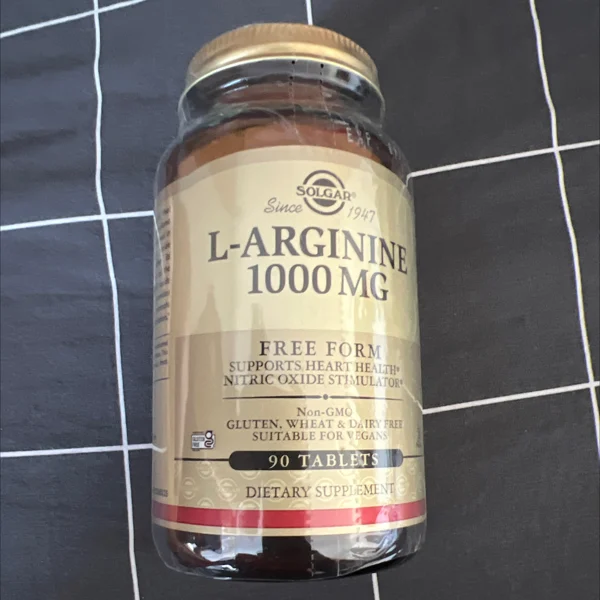 SOLGAR®
Since 1947
L-ARGININE
1000 MG
FREE FORM
SUPPORTS HEART HEALTH*
NITRIC OXIDE STIMULATOR*
Non-GMO
GLUTEN, WHEAT & DAIRY FREE
SUITABLE FOR VEGANS
90 TABLETS
DIETARY SUPPLEMENT